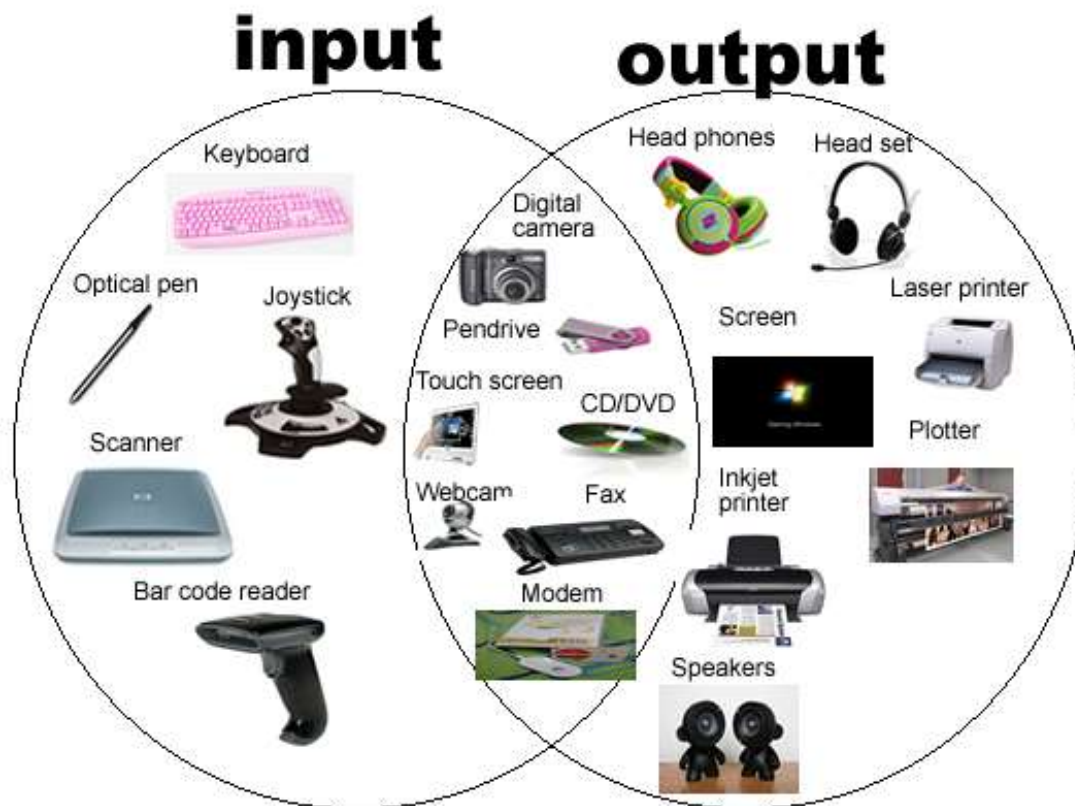 input
output
Keyboard
Head phones
Head set
Digital
camera
Optical pen
Joystick
Laser printer
Pendrive
Screen
Touch screen
CD/DVD
Scanner
Plotter
Webcam
Fax
Inkjet
printer
Bar code reader
Modem
Speakers